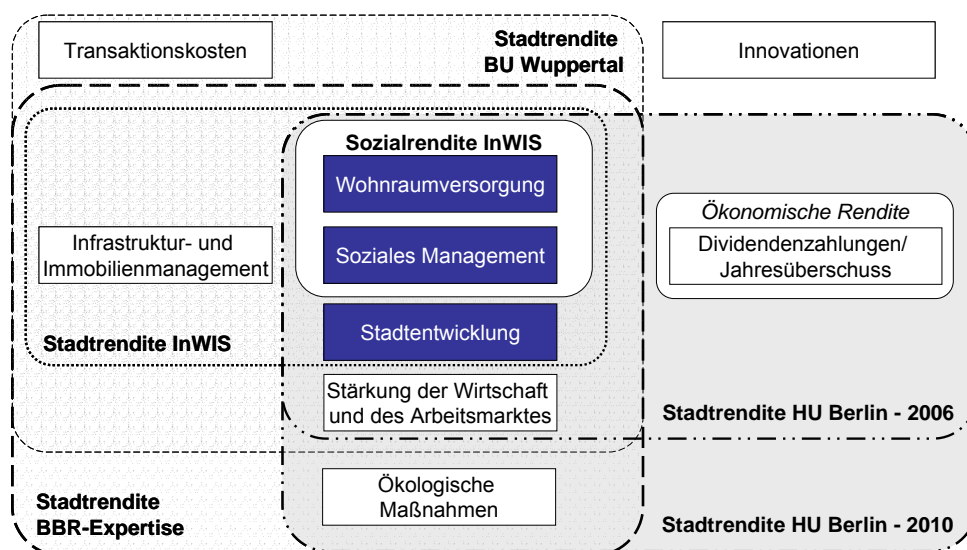 Transaktionskosten
Stadtrendite
BU Wuppertal
Innovationen
Sozialrendite InWIS
Wohnraumversorgung
Ökonomische Rendite
Infrastruktur- und
Immobilienmanagement
Soziales Management
Dividendenzahlungen/
Jahresüberschuss
Stadtrendite InWIS
Stadtentwicklung
Stärkung der Wirtschaft
und des Arbeitsmarktes
Stadtrendite HU Berlin - 2006
Ökologische
Maßnahmen
Stadtrendite
BBR-Expertise
Stadtrendite HU Berlin - 2010